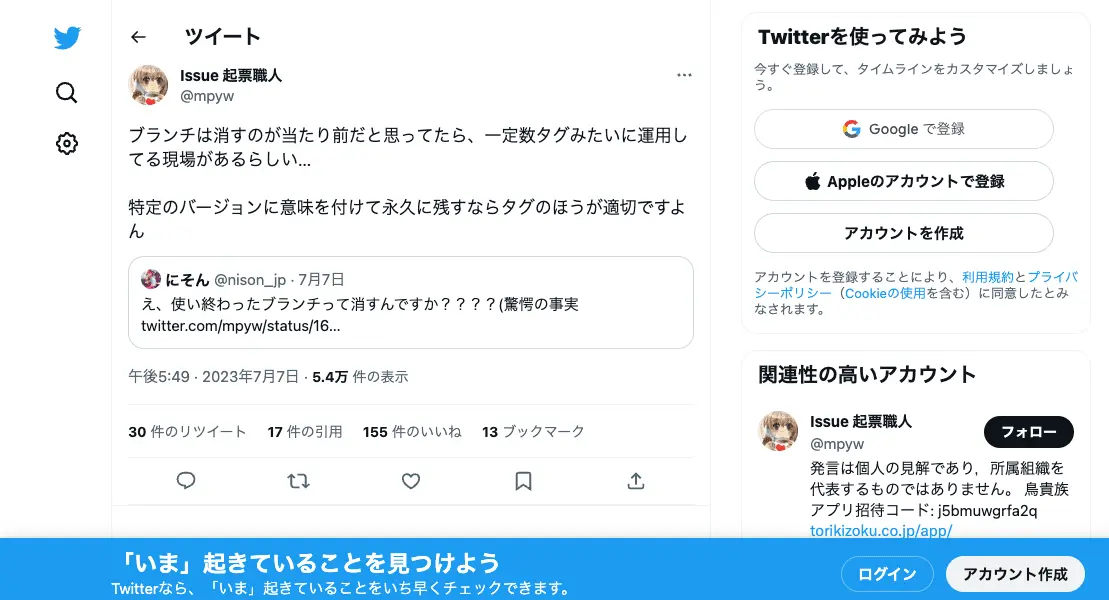 ツイート
Issue 起票職人
@mpyw
ブランチは消すのが当たり前だと思ってたら、一定数タグみたいに運用し
てる現場があるらしい...
特定のバージョンに意味を付けて永久に残すならタグのほうが適切ですよ
ん
にそん @nison_jp · 7月7日
え、使い終わったブランチって消すんですか？？？？(驚愕の事実
twitter.com/mpyw/status/16...
午後5:49 · 2023年7月7日 · 5.4万 件の表示
30 件のリツイート 17 件の引用 155 件のいいね 13 ブックマーク
Twitterを使ってみよう
今すぐ登録して、タイムラインをカスタマイズしましょ
う。
Google で登録
Appleのアカウントで登録
アカウントを作成
アカウントを登録することにより、利用規約とプライバ
シーポリシー（Cookieの使用を含む）に同意したとみ
なされます。
関連性の高いアカウント
Issue 起票職人
@mpyw
フォロー
発言は個人の見解であり，所属組織を
代表するものではありません。 鳥貴族
アプリ招待コード: j5bmuwgrfa2q
torikizoku.co.jp/app/
「いま」起きていることを見つけよう
Twitterなら、「いま」起きていることをいち早くチェックできます。
ログイン
アカウント作成